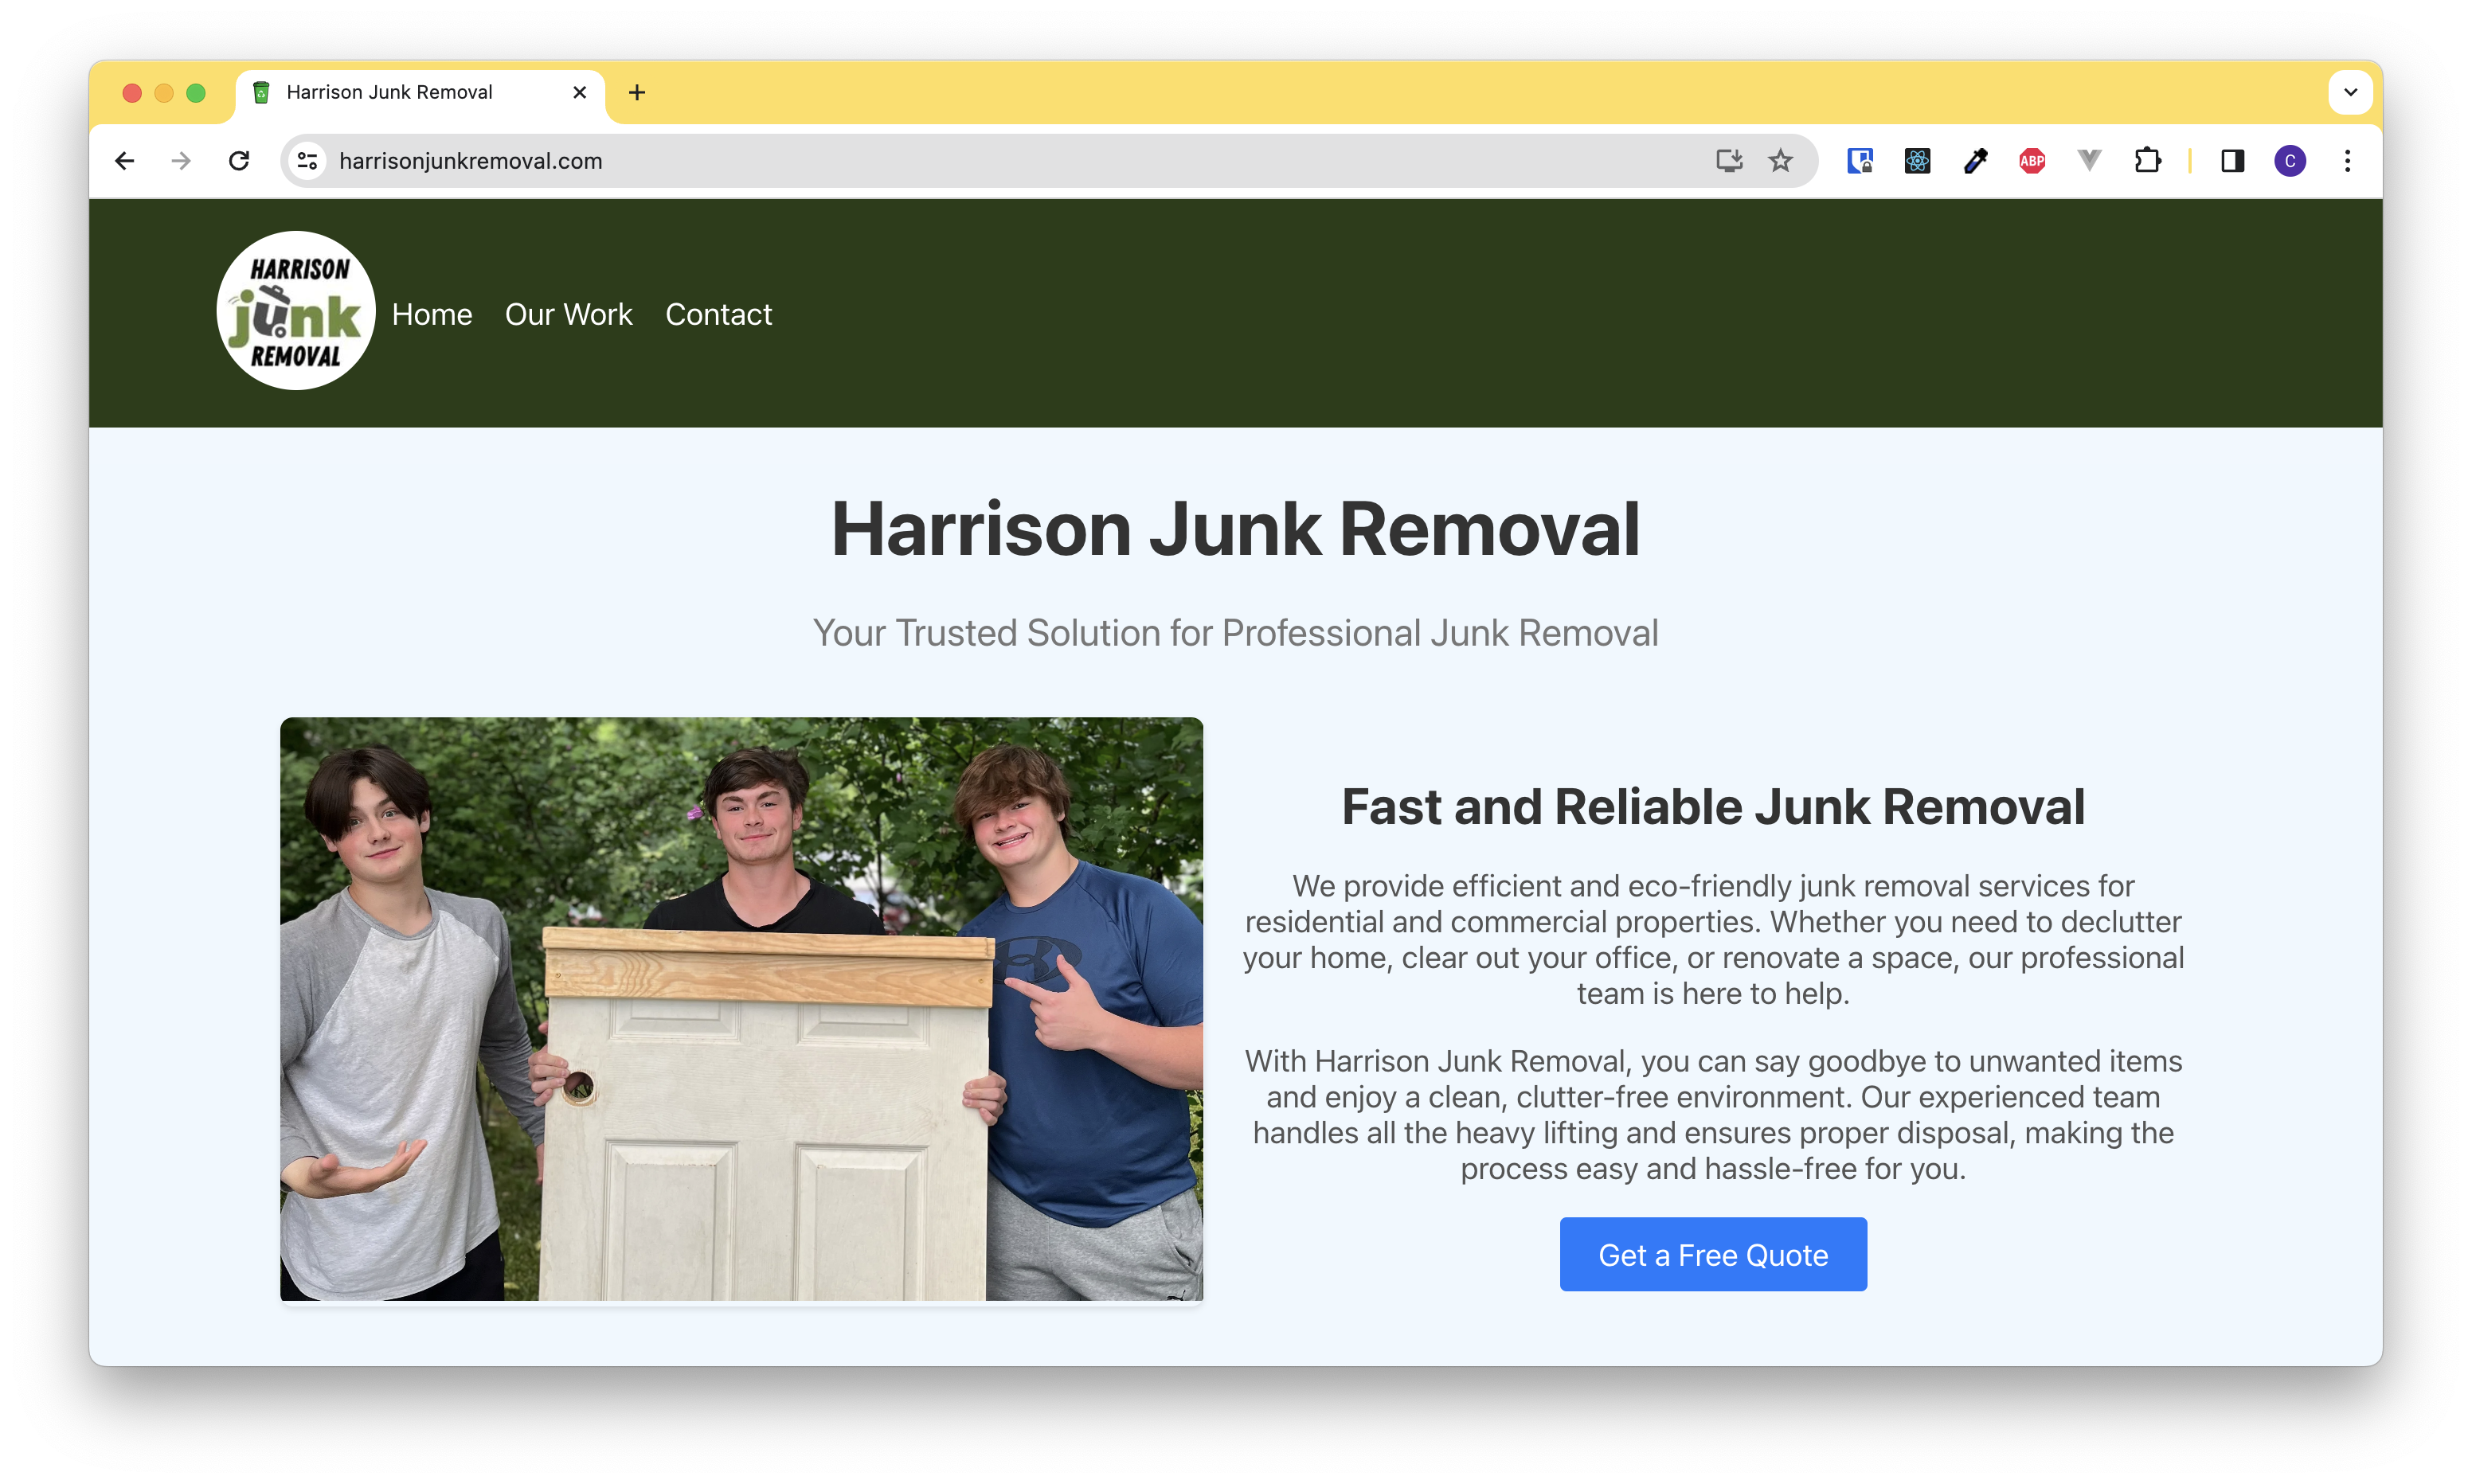 Harrison Junk Removal
harrisonjunkremoval.com
ABP
C
HARRISON
junk
REMOVAL
Home
Our Work
Contact
Harrison Junk Removal
Your Trusted Solution for Professional Junk Removal
Fast and Reliable Junk Removal
We provide efficient and eco-friendly junk removal services for
residential and commercial properties. Whether you need to declutter
your home, clear out your office, or renovate a space, our professional
team is here to help.
With Harrison Junk Removal, you can say goodbye to unwanted items
and enjoy a clean, clutter-free environment. Our experienced team
handles all the heavy lifting and ensures proper disposal, making the
process easy and hassle-free for you.
Get a Free Quote